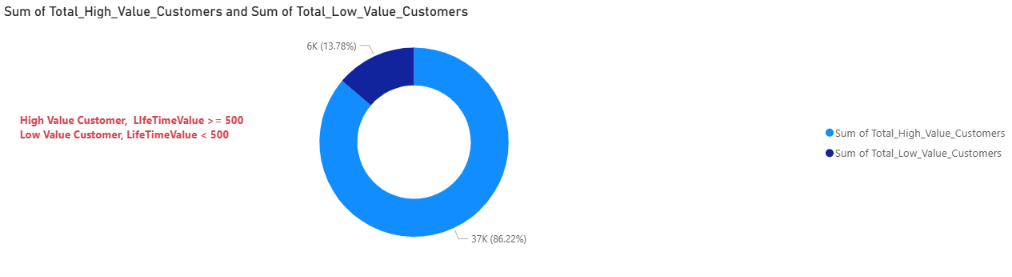 Sum of Total_High_Value_Customers and Sum of Total_Low_Value_Customers
6K (13.78%)
High Value Customer,  LIfeTimeValue >= 500
Low Value Customer, LifeTimeValue < 500
Sum of Total_High_Value_Customers
Sum of Total_Low_Value_Customers
37K (86.22%)